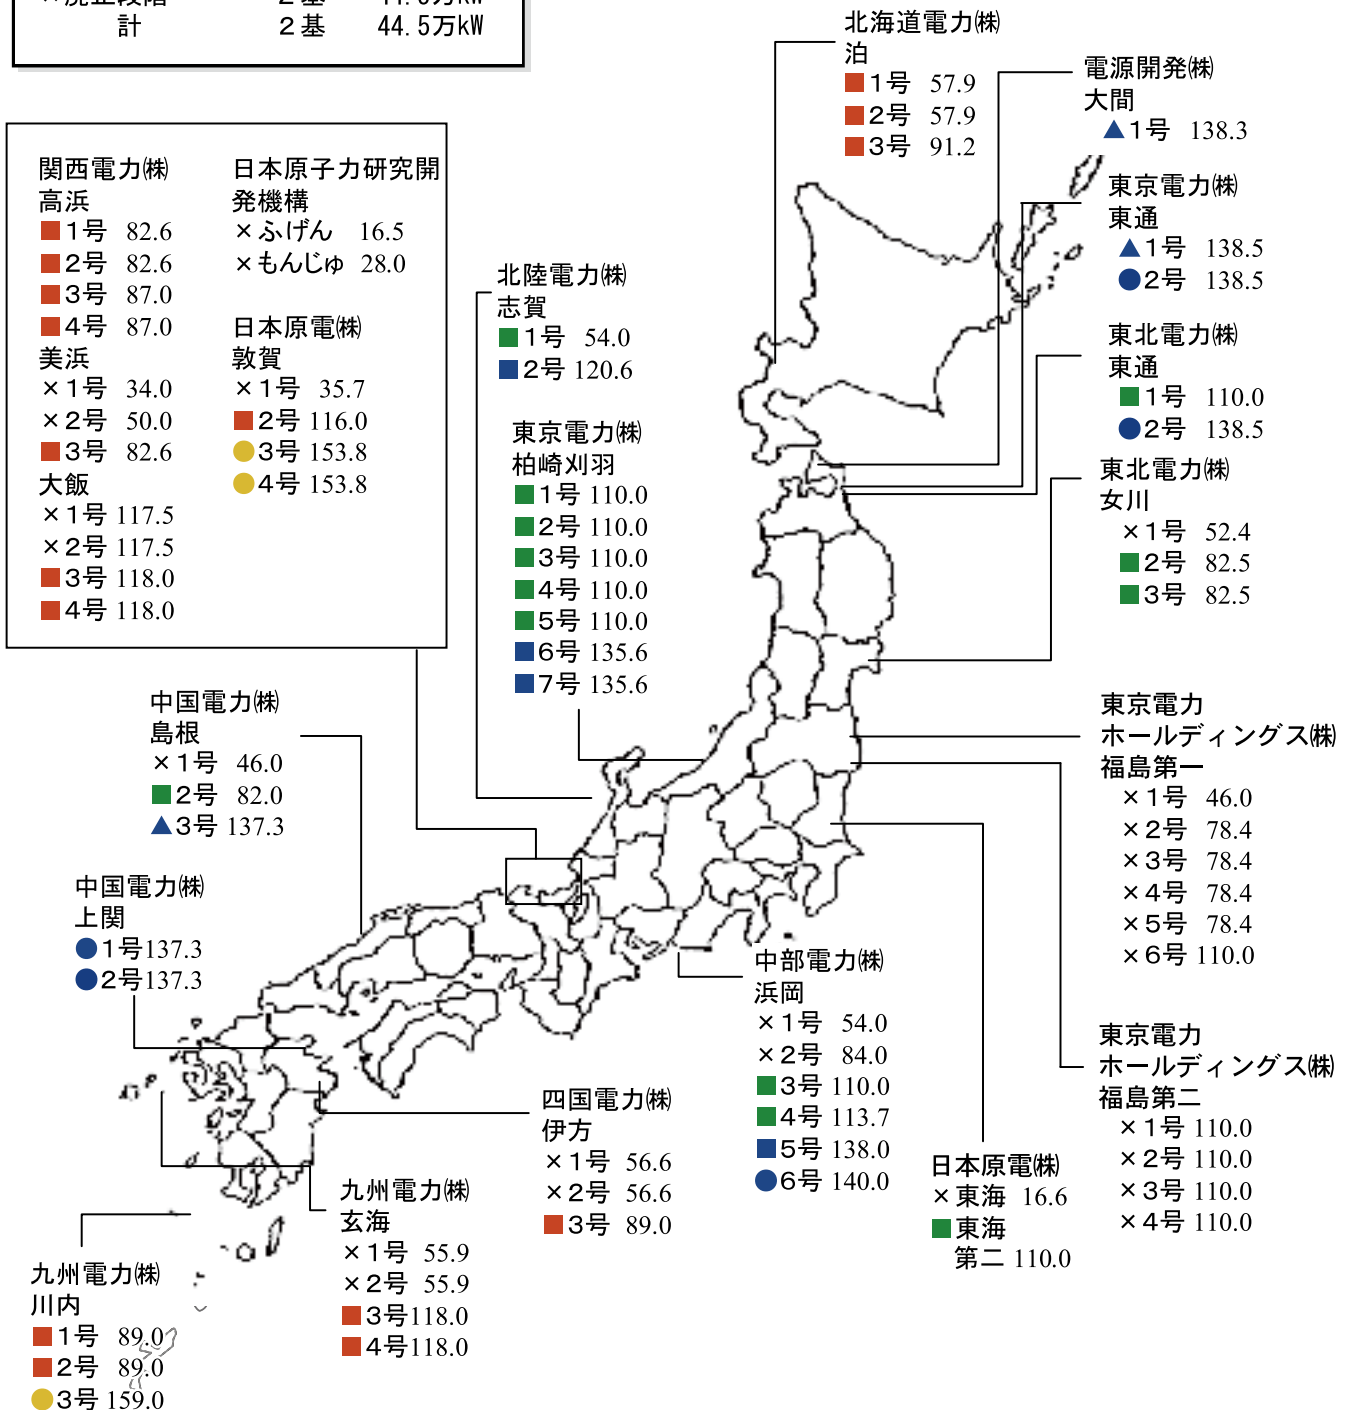 計 2基 44.5万kW
北海道電力㈱
泊
■1号 57.9
■2号 57.9
■3号 91.2
電源開発㈱
大間
▲1号 138.3
東京電力㈱
東通
▲1号 138.5
●2号 138.5
東北電力㈱
東通
■1号 110.0
●2号 138.5
東北電力㈱
女川
×1号 52.4
■2号 82.5
■3号 82.5
関西電力㈱
高浜
■1号 82.6
■2号 82.6
■3号 87.0
■4号 87.0
美浜
×1号 34.0
×2号 50.0
■3号 82.6
大飯
×1号 117.5
×2号 117.5
■3号 118.0
■4号 118.0
日本原子力研究開
発機構
×ふげん 16.5
×もんじゅ 28.0
日本原電㈱
敦賀
×1号 35.7
■2号 116.0
●3号 153.8
●4号 153.8
北陸電力㈱
志賀
■1号 54.0
■2号 120.6
東京電力㈱
柏崎刈羽
■1号 110.0
■2号 110.0
■3号 110.0
■4号 110.0
■5号 110.0
■6号 135.6
■7号 135.6
東京電力
ホールディングス㈱
福島第一
×1号 46.0
×2号 78.4
×3号 78.4
×4号 78.4
×5号 78.4
×6号 110.0
東京電力
ホールディングス㈱
福島第二
×1号 110.0
×2号 110.0
×3号 110.0
×4号 110.0
中国電力㈱
島根
×1号 46.0
■2号 82.0
▲3号 137.3
中国電力㈱
上関
●1号137.3
●2号137.3
中部電力㈱
浜岡
×1号 54.0
×2号 84.0
■3号 110.0
■4号 113.7
■5号 138.0
●6号 140.0
日本原電㈱
×東海 16.6
■東海
第二 110.0
四国電力㈱
伊方
×1号 56.6
×2号 56.6
■3号 89.0
九州電力㈱
玄海
×1号 55.9
×2号 55.9
■3号118.0
■4号118.0
九州電力㈱
川内
■1号 89.0
■2号 89.0
●3号 159.0